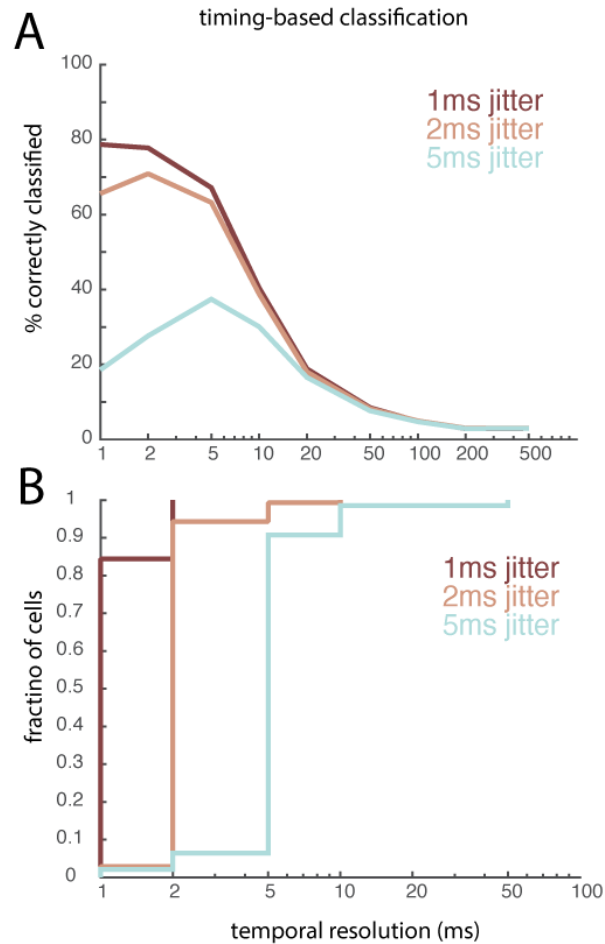 timing-based classification
A
100
80
60
40
20
0
% correctly classified
1ms jitter
2ms jitter
5ms jitter
1 2 5 10 20 50 100 200 500
B
1
0.9
0.8
0.7
0.6
0.5
0.4
0.3
0.2
0.1
0
fractino of cells
1ms jitter
2ms jitter
5ms jitter
1 2 5 10 50 100
temporal resolution (ms)